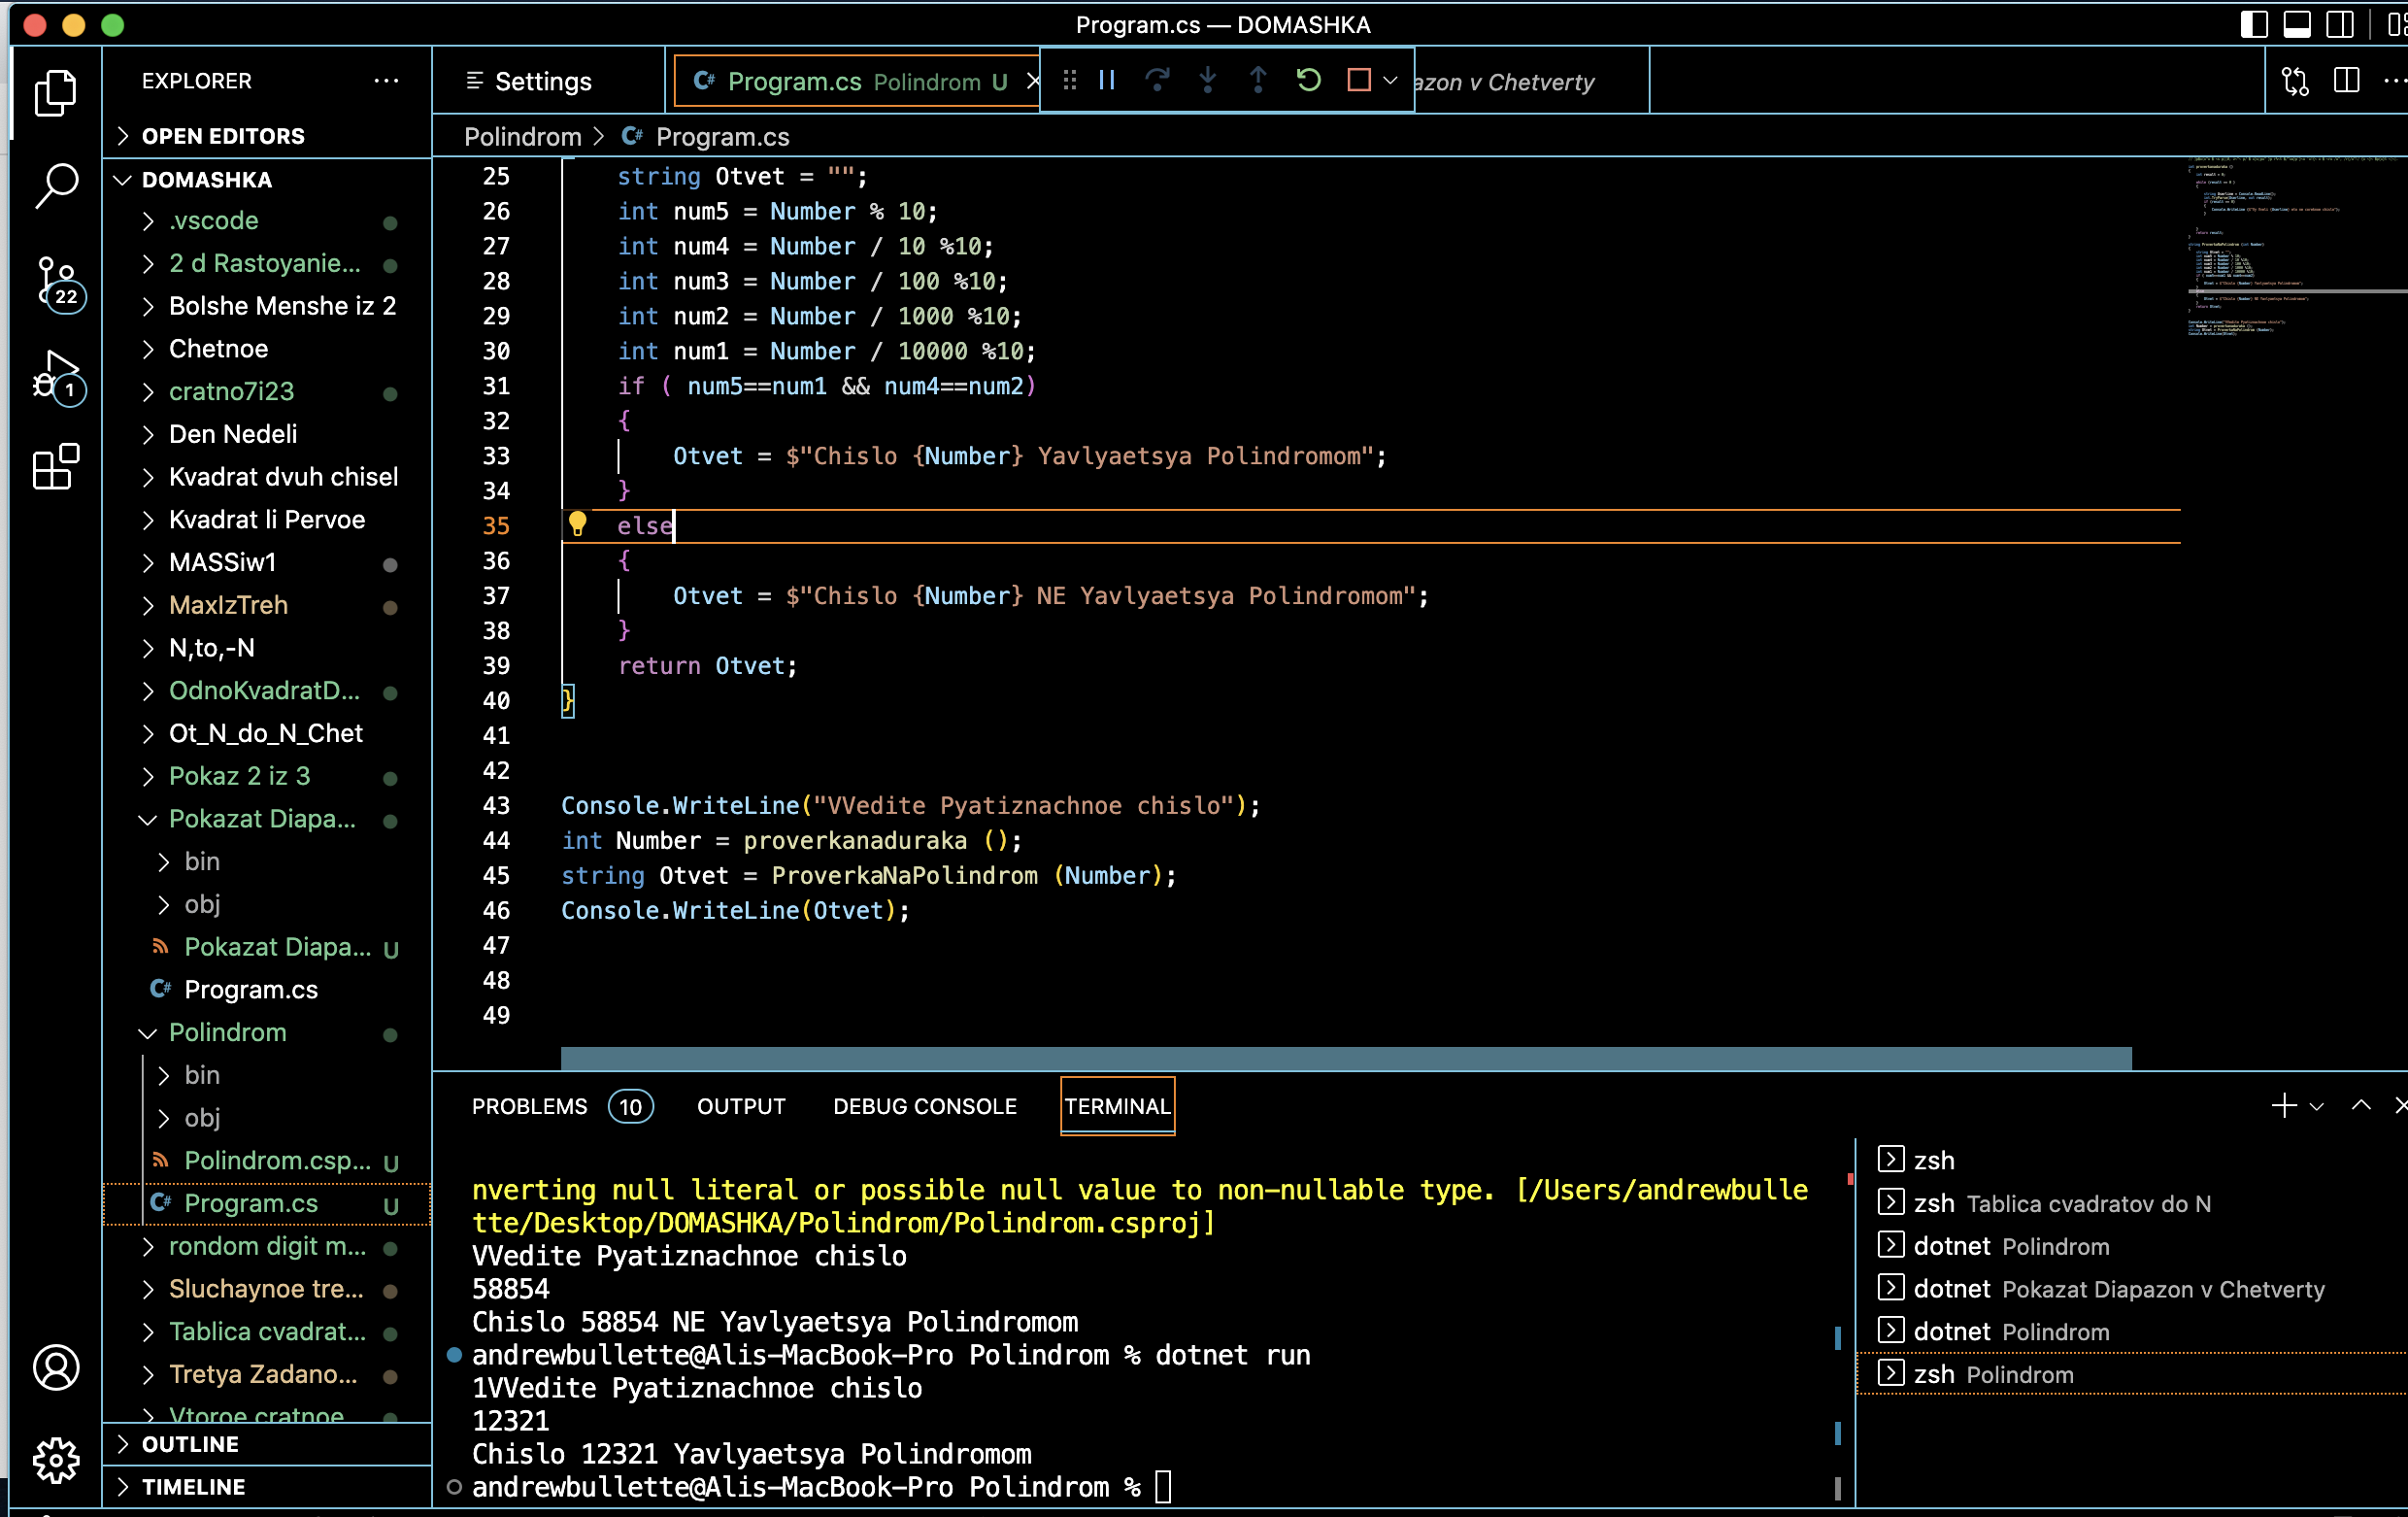 Program.cs — DOMASHKA
EXPLORER
OPEN EDITORS
DOMASHKA
.vscode
2 d Rastoyanie...
Bolshe Menshe iz 2
Chetnoe
cratno7i23
Den Nedeli
Kvadrat dvuh chisel
Kvadrat li Pervoe
MASSiw1
MaxIzTreh
N,to,-N
OdnoKvadratD...
Ot_N_do_N_Chet
Pokaz 2 iz 3
Pokazat Diapa...
bin
obj
Pokazat Diapa... U
Program.cs
Polindrom
bin
obj
Polindrom.csp... U
Program.cs U
rondom digit m...
Sluchaynoe tre...
Tablica cvadrat...
Tretya Zadano...
Vtoroe cratnoe
OUTLINE
TIMELINE
22
1
Settings
Program.cs Polindrom U
azon v Chetverty
Polindrom > Program.cs
25 string Otvet = "";
26 int num5 = Number % 10;
27 int num4 = Number / 10 %10;
28 int num3 = Number / 100 %10;
29 int num2 = Number / 1000 %10;
30 int num1 = Number / 10000 %10;
31 if ( num5==num1 && num4==num2)
32 {
33 Otvet = $"Chislo {Number} Yavlyaetsya Polindromom";
34 }
35 else
36 {
37 Otvet = $"Chislo {Number} NE Yavlyaetsya Polindromom";
38 }
39 return Otvet;
40 }
41
42
43 Console.WriteLine("VVedite Pyatiznachnoe chislo");
44 int Number = proverkanaduraka ();
45 string Otvet = ProverkaNaPolindrom (Number);
46 Console.WriteLine(Otvet);
47
48
49
PROBLEMS 10 OUTPUT DEBUG CONSOLE TERMINAL
nverting null literal or possible null value to non-nullable type. [/Users/andrewbulle
tte/Desktop/DOMASHKA/Polindrom/Polindrom.csproj]
VVedite Pyatiznachnoe chislo
58854
Chislo 58854 NE Yavlyaetsya Polindromom
andrewbullette@Alis-MacBook-Pro Polindrom % dotnet run
1VVedite Pyatiznachnoe chislo
12321
Chislo 12321 Yavlyaetsya Polindromom
andrewbullette@Alis-MacBook-Pro Polindrom %
zsh
zsh Tablica cvadratov do N
dotnet Polindrom
dotnet Pokazat Diapazon v Chetverty
dotnet Polindrom
zsh Polindrom